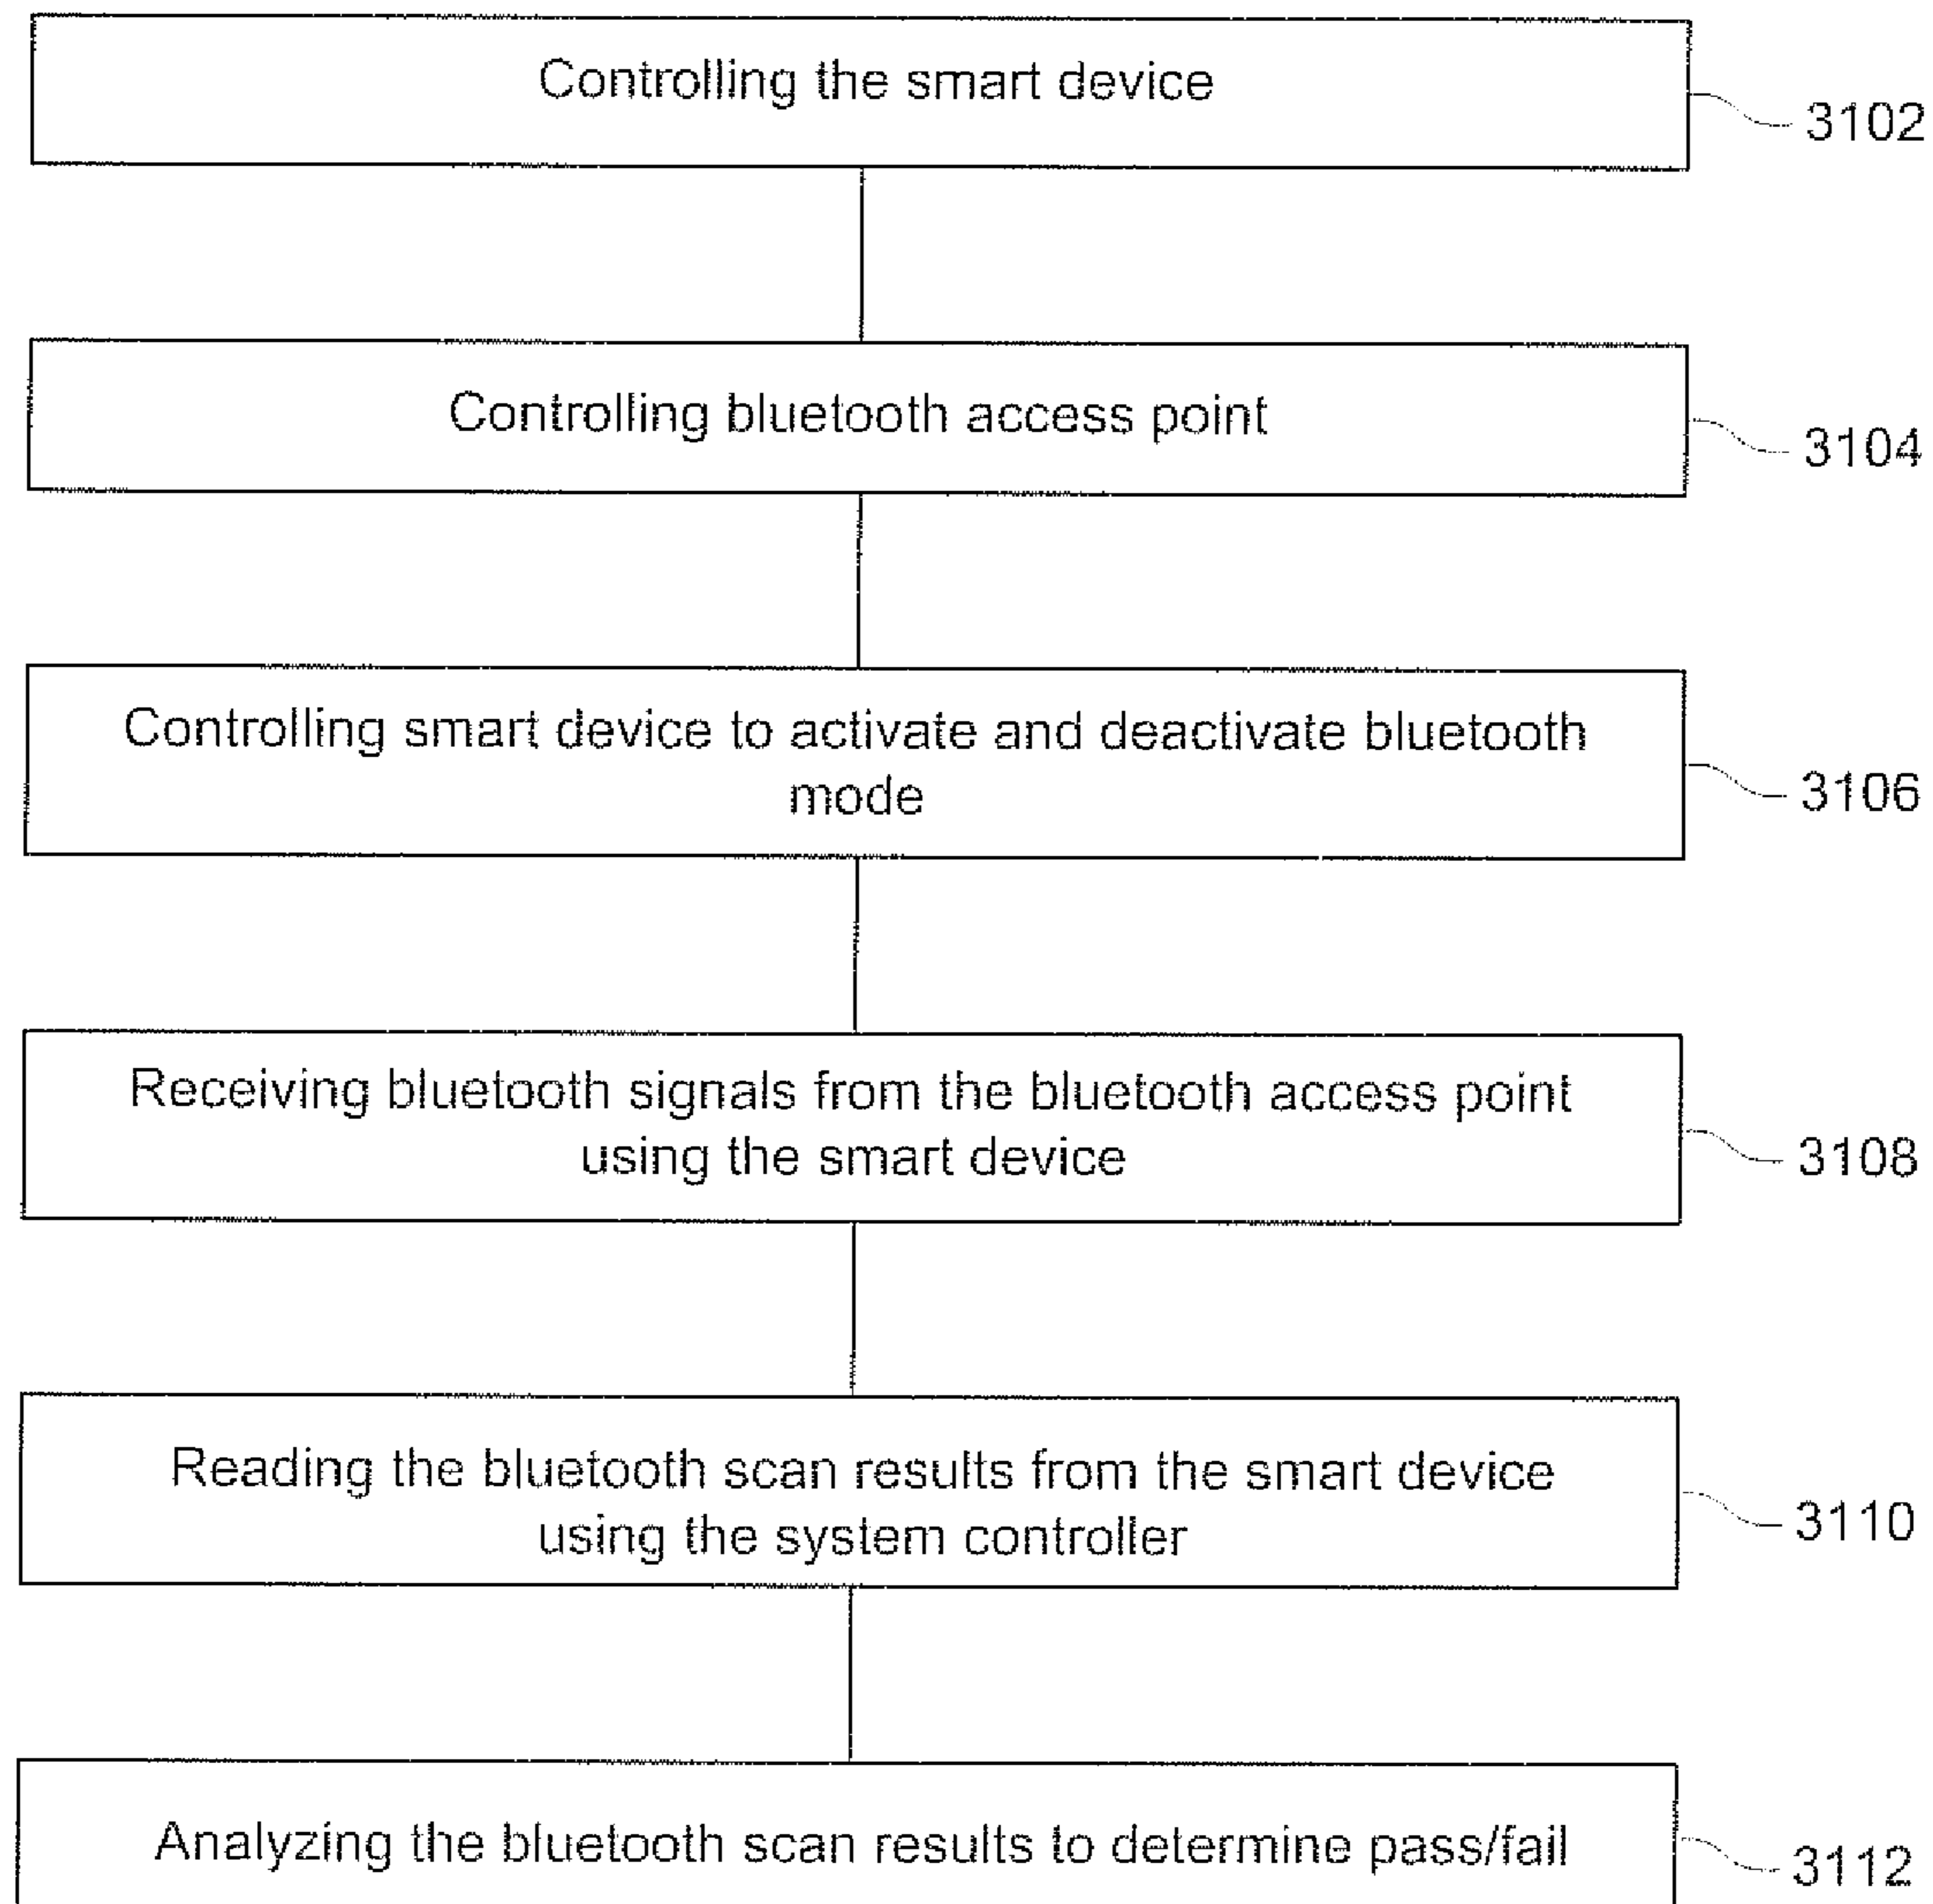 Controlling the smart device
3102
Controlling bluetooth access point
3104
Controlling smart device to activate and deactivate bluetooth
mode
3106
Receiving bluetooth signals from the bluetooth access point
using the smart device
3108
Reading the bluetooth scan results from the smart device
using the system controller
3110
Analyzing the bluetooth scan results to determine pass/fail
3112